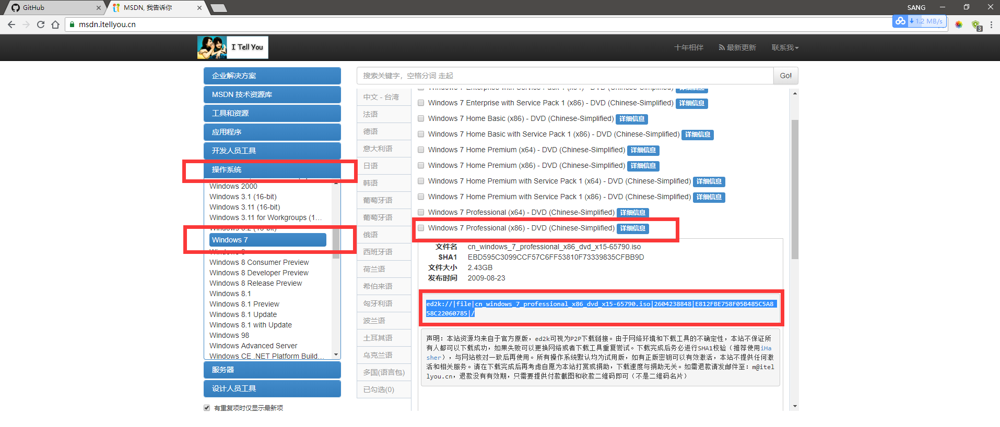 GitHub
MSDN, 我告诉你
SANG
msdn.itellyou.cn
1.2 MB/s
3
I Tell You
十年相伴
最新更新
联系我
企业解决方案
MSDN 技术资源库
工具和资源
应用程序
开发人员工具
操作系统
Windows 2000
Windows 3.1 (16-bit)
Windows 3.11 (16-bit)
Windows 3.11 for Workgroups (1…
Windows 3.2 (16-bit)
Windows 7
Windows 8
Windows 8 Consumer Preview
Windows 8 Developer Preview
Windows 8 Release Preview
Windows 8.1
Windows 8.1 Preview
Windows 8.1 Update
Windows 8.1 with Update
Windows 98
Windows Advanced Server
Windows CE .NET Platform Build…
服务器
设计人员工具
有重复项时仅显示最新项
搜索关键字，空格分词 走起
Go!
中文 - 台湾
法语
德语
意大利语
日语
韩语
葡萄牙语
葡萄牙语
俄语
西班牙语
荷兰语
希伯来语
匈牙利语
波兰语
土耳其语
乌克兰语
多国(语言包)
已勾选(0)
Windows 7 Enterprise with Service Pack 1 (x64) - DVD (Chinese-Simplified) 详细信息
Windows 7 Enterprise with Service Pack 1 (x86) - DVD (Chinese-Simplified) 详细信息
Windows 7 Home Basic (x86) - DVD (Chinese-Simplified) 详细信息
Windows 7 Home Basic with Service Pack 1 (x86) - DVD (Chinese-Simplified) 详细信息
Windows 7 Home Premium (x64) - DVD (Chinese-Simplified) 详细信息
Windows 7 Home Premium (x86) - DVD (Chinese-Simplified) 详细信息
Windows 7 Home Premium with Service Pack 1 (x64) - DVD (Chinese-Simplified) 详细信息
Windows 7 Home Premium with Service Pack 1 (x86) - DVD (Chinese-Simplified) 详细信息
Windows 7 Professional (x64) - DVD (Chinese-Simplified) 详细信息
Windows 7 Professional (x86) - DVD (Chinese-Simplified) 详细信息
文件名 cn_windows_7_professional_x86_dvd_x15-65790.iso
SHA1 EBD595C3099CCF57C6FF53810F73339835CFBB9D
文件大小 2.43GB
发布时间 2009-08-23
ed2k://|file|cn_windows_7_professional_x86_dvd_x15-65790.iso|2604238848|E812FBE758F05B485C5A8
58C22060785|/
声明：本站资源均来自于官方原版，ed2k可视为P2P下载链接。由于网络环境和下载工具的不确定性，本站不保证所
有人都可以下载成功，如果失败可以更换网络或者下载工具重复尝试。下载完成后务必进行SHA1校验（推荐使用iHa
sher），与网站核对一致后再使用。所有操作系统默认均为试用版，如有正版密钥可以有效激活，本站不提供任何激
活和相关服务。请在下载完成后再考虑自愿为本站打赏或捐助，下载速度与捐助无关。如需退款请发邮件至：m@itel
lyou.cn，退款没有有效期，只需要提供付款截图和收款二维码即可（不是二维码名片）